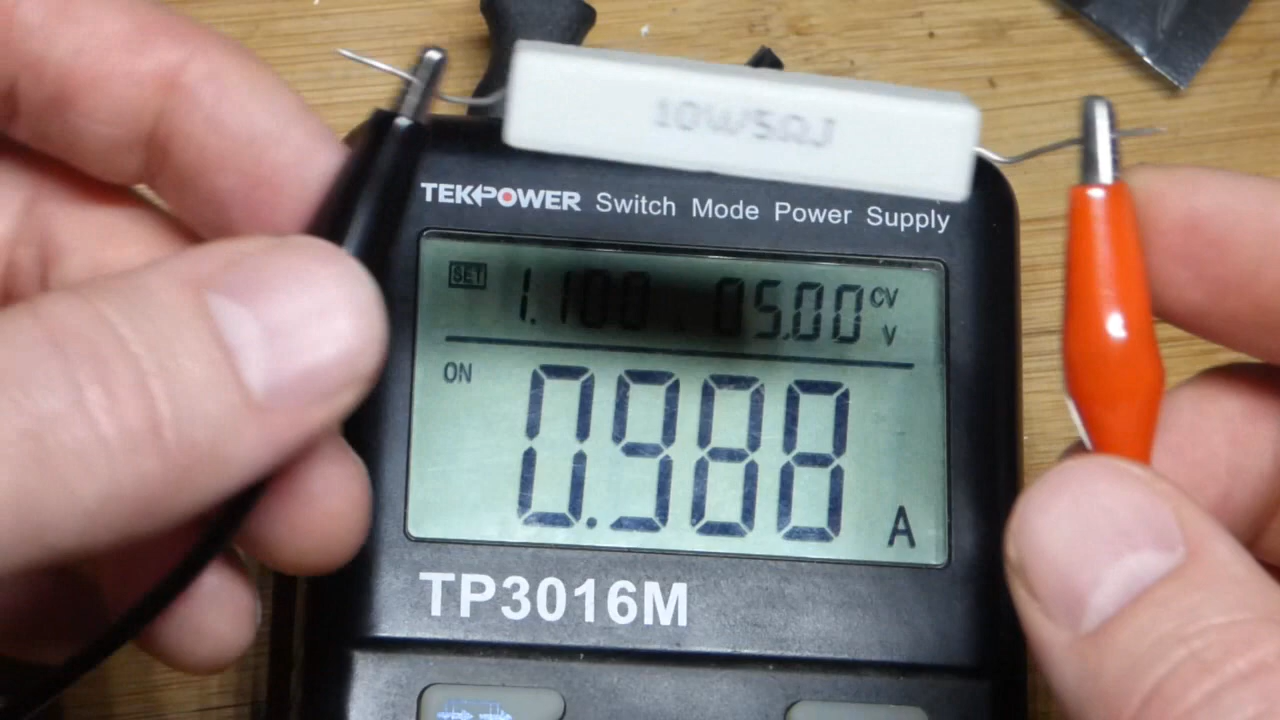 10W5ΩJ
TEKPOWER Switch Mode Power Supply
SET 1.100 A 05.00 CV V
ON 0.988 A
TP3016M